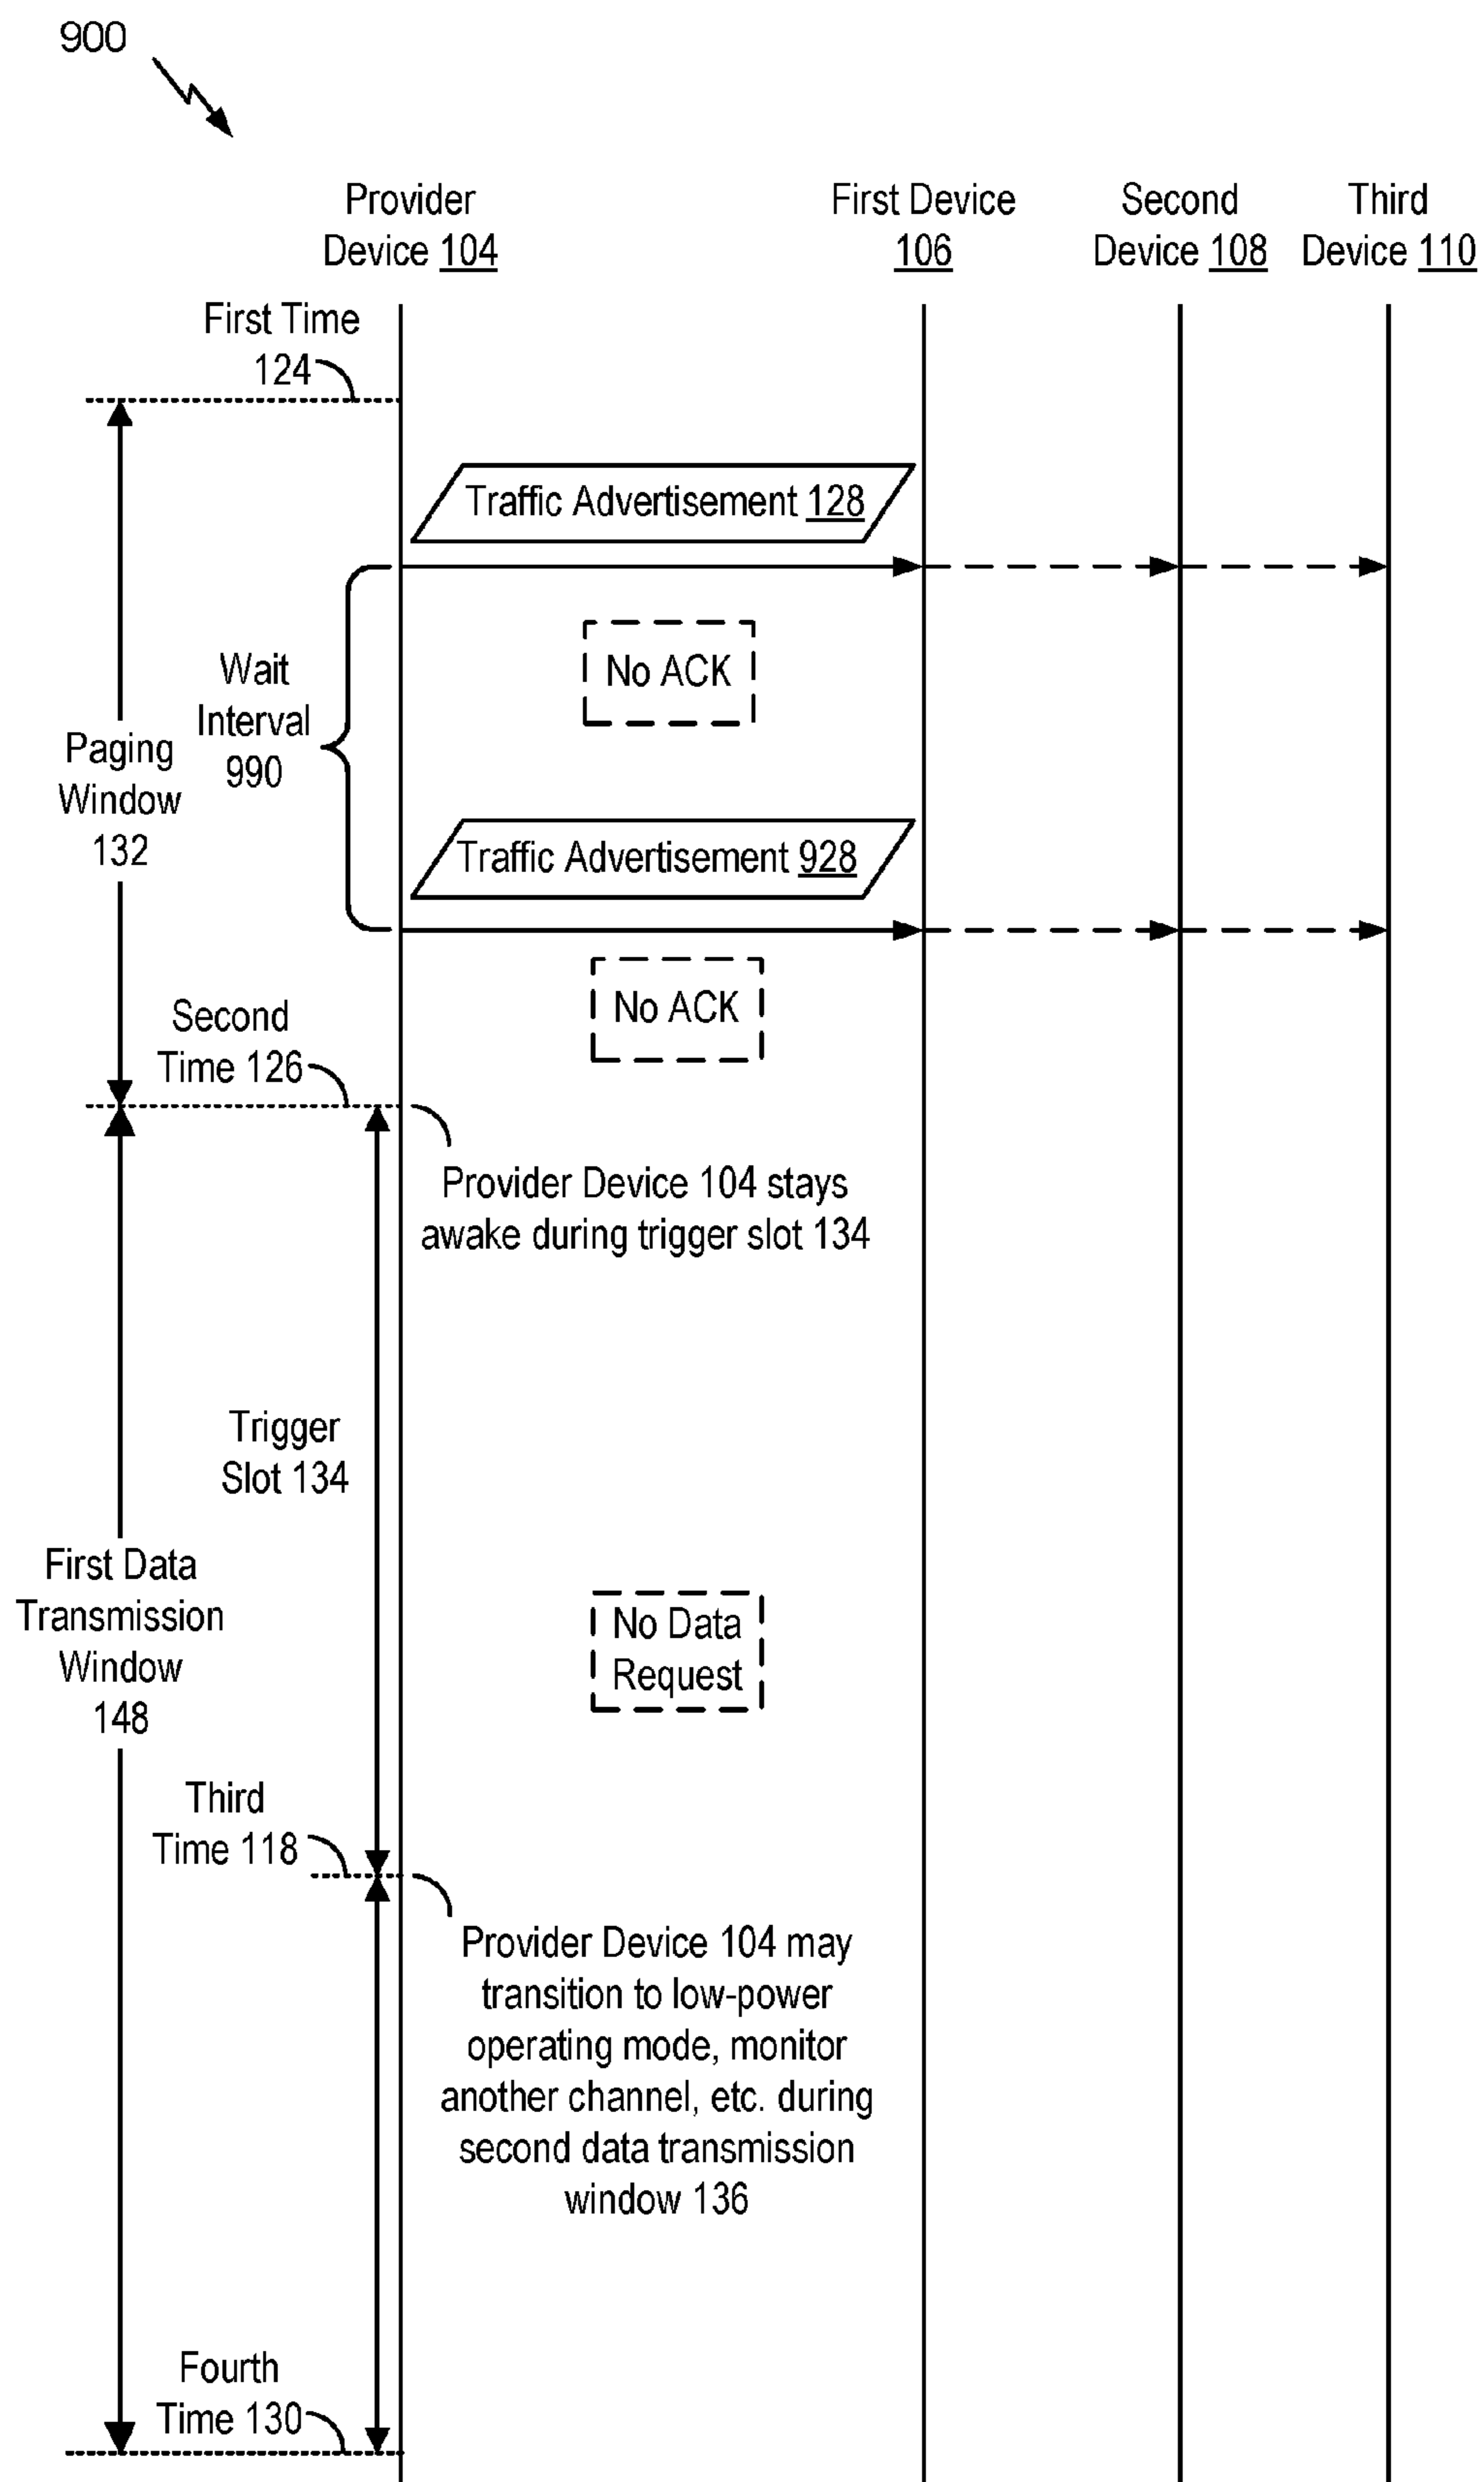 900
Provider
Device 104
First Device
106
Second
Device 108
Third
Device 110
First Time
124
Traffic Advertisement 128
No ACK
Wait
Interval
990
Paging
Window
132
Traffic Advertisement 928
No ACK
Second
Time 126
Provider Device 104 stays
awake during trigger slot 134
Trigger
Slot 134
First Data
Transmission
Window
148
No Data
Request
Third
Time 118
Provider Device 104 may
transition to low-power
operating mode, monitor
another channel, etc. during
second data transmission
window 136
Fourth
Time 130